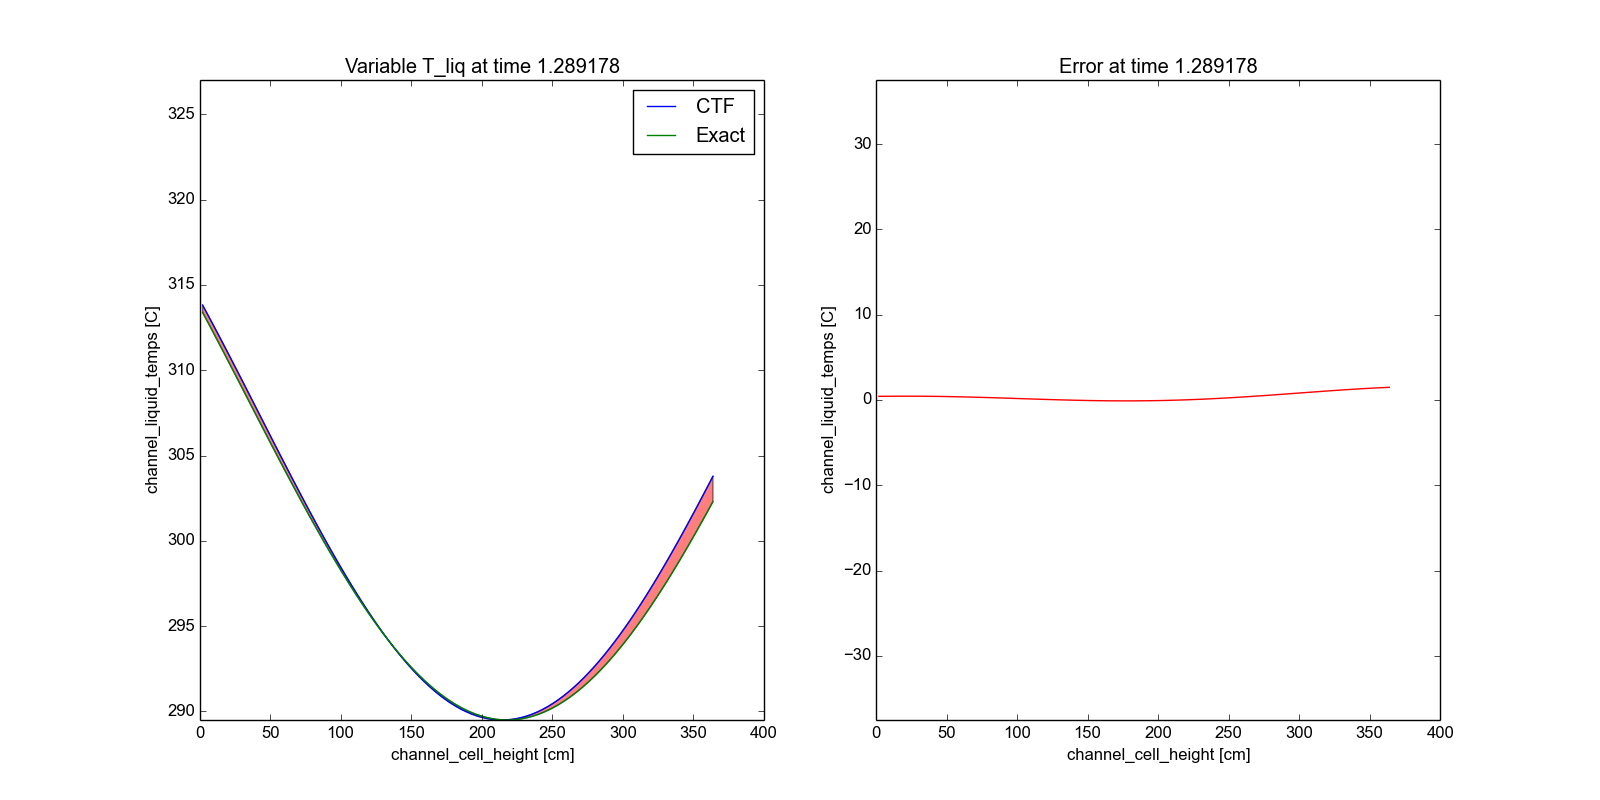 Variable T_liq at time 1.289178
CTF
Exact
325
320
315
310
305
300
295
290
0 50 100 150 200 250 300 350 400
channel_liquid_temps [C]
channel_cell_height [cm]
Error at time 1.289178
30
20
10
0
−10
−20
−30
0 50 100 150 200 250 300 350 400
channel_liquid_temps [C]
channel_cell_height [cm]